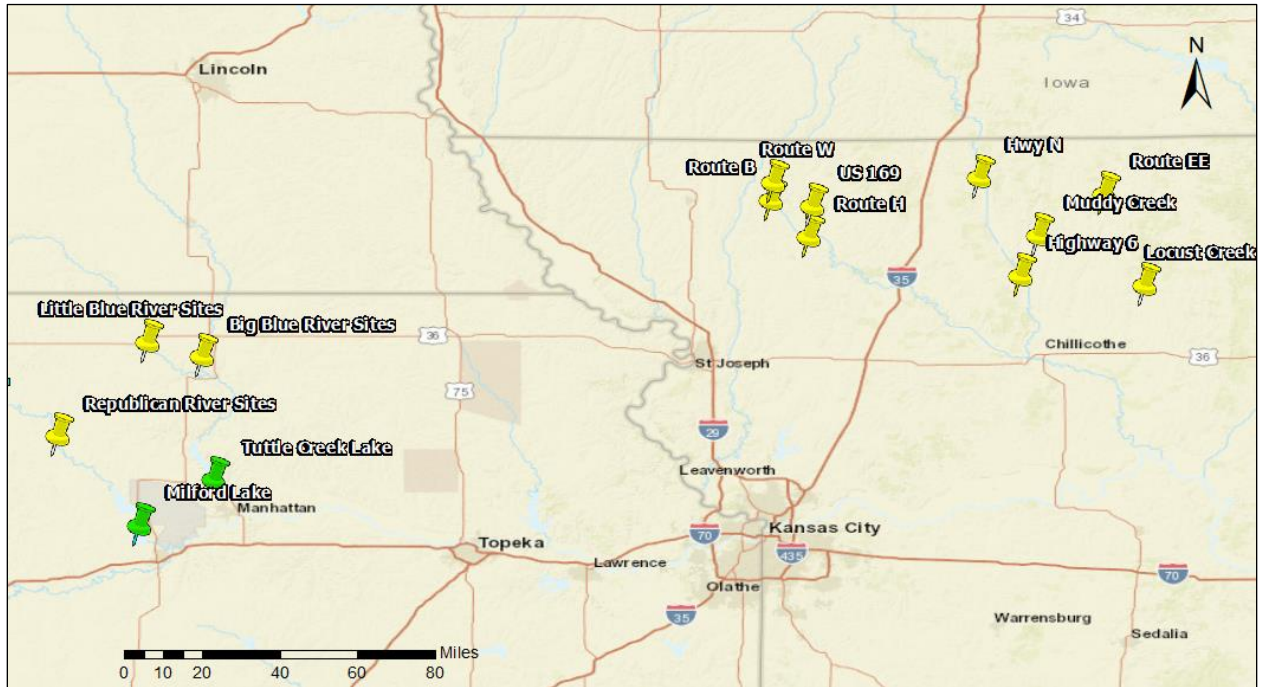 34
N
Lincoln
Iowa
Route W
Hwy N
Route B
US 169
Route EE
Route H
Muddy Creek
Highway 6
Locust Creek
35
Little Blue River Sites
Big Blue River Sites
36
St Joseph
Chillicothe
36
75
Republican River Sites
29
Tuttle Creek Lake
Leavenworth
Milford Lake
Manhattan
Kansas City
70
Topeka
435
Lawrence
70
Olathe
35
Warrensburg
Sedalia
Miles
0 10 20 40 60 80